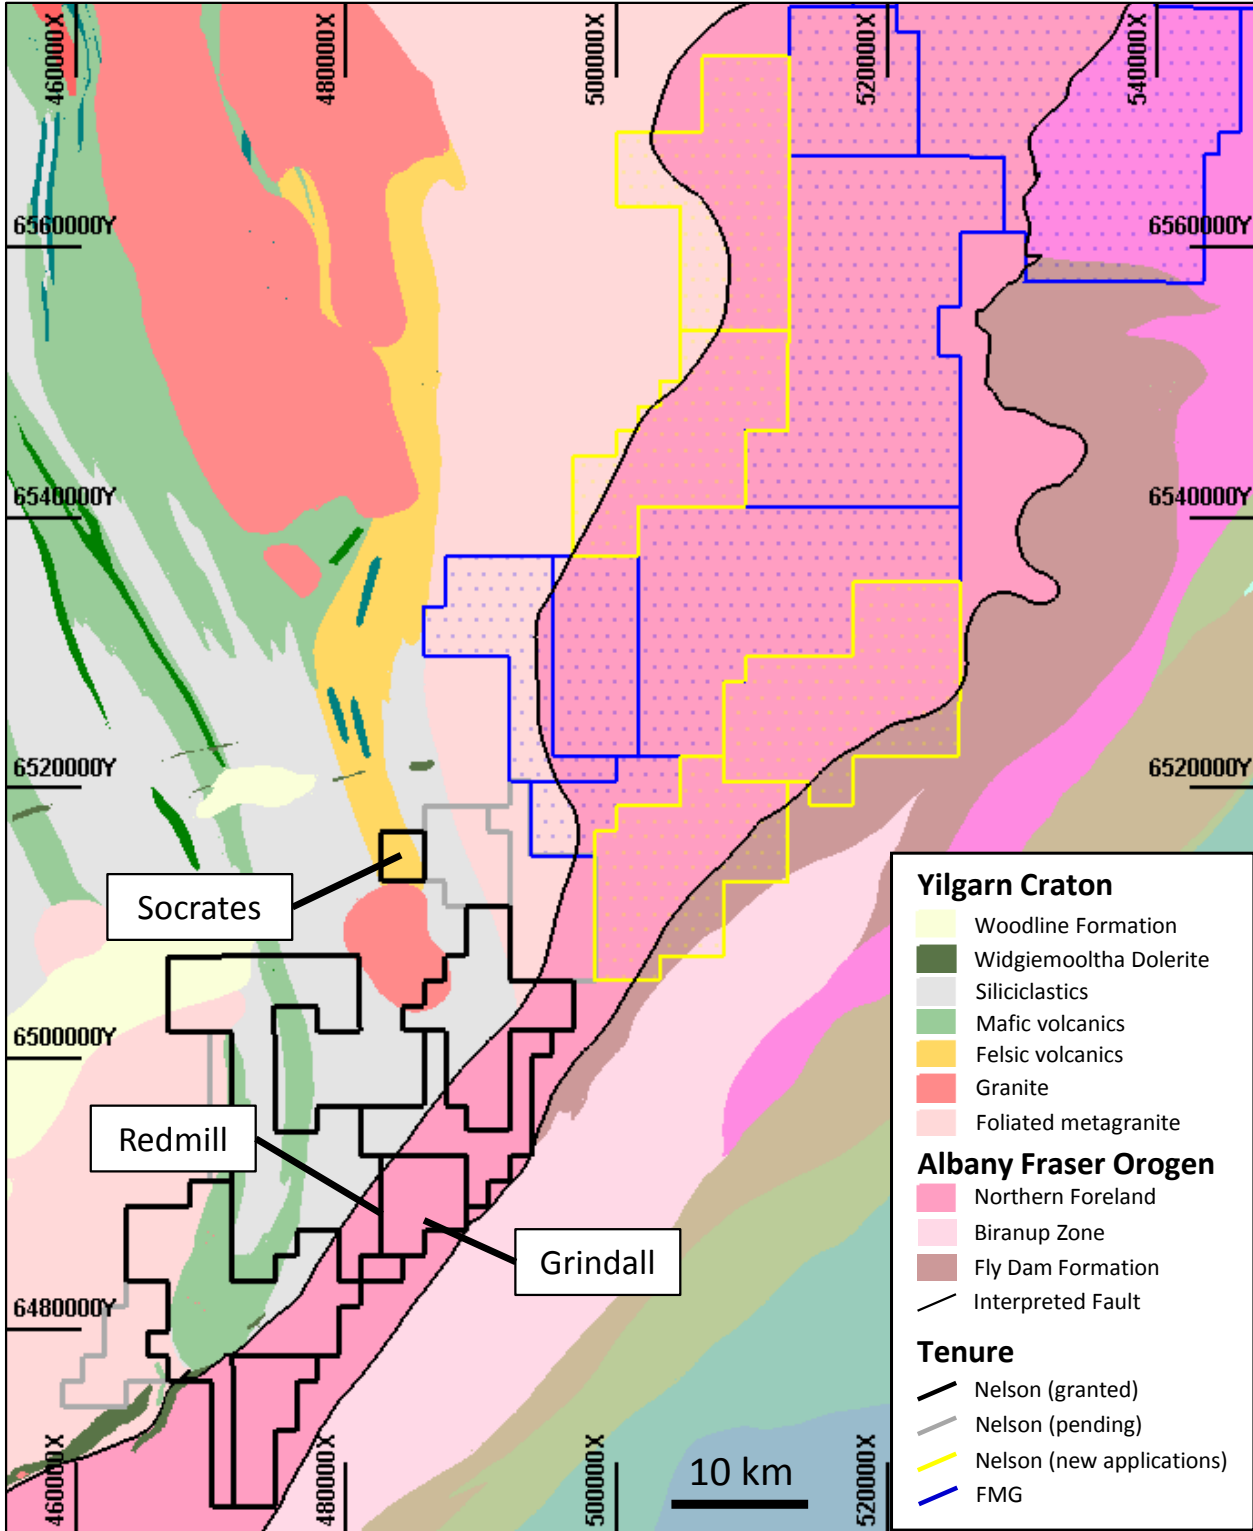 460000X
480000X
500000X
520000X
540000X
6560000Y
6560000Y
6540000Y
6540000Y
6520000Y
6520000Y
Socrates
6500000Y
Redmill
Grindall
6480000Y
460000X
480000X
500000X
520000X
10 km
Yilgarn Craton
Woodline Formation
Widgiemooltha Dolerite
Siliciclastics
Mafic volcanics
Felsic volcanics
Granite
Foliated metagranite
Albany Fraser Orogen
Northern Foreland
Biranup Zone
Fly Dam Formation
Interpreted Fault
Tenure
Nelson (granted)
Nelson (pending)
Nelson (new applications)
FMG